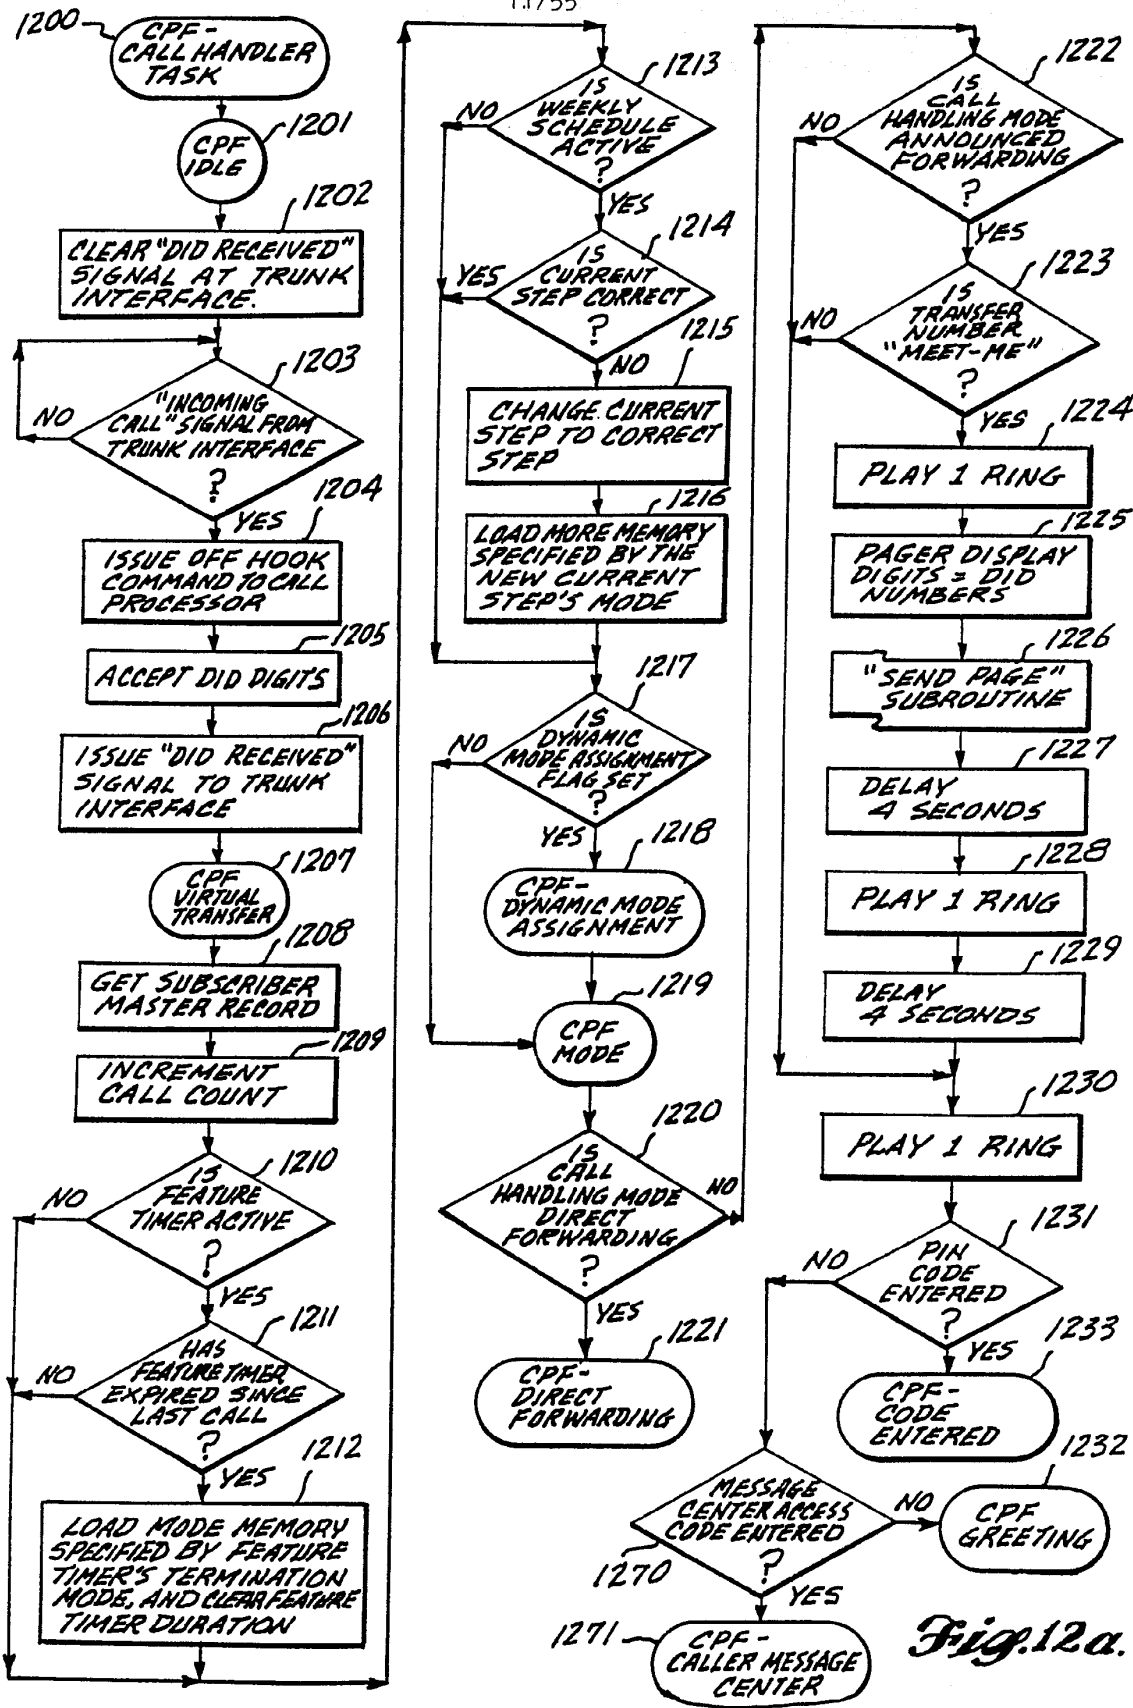 1200
CPF-
CALL HANDLER
TASK
1201
CPF
IDLE
1202
CLEAR "DID RECEIVED"
SIGNAL AT TRUNK
INTERFACE.
1203
"INCOMING
CALL" SIGNAL FROM
TRUNK INTERFACE
?
NO
YES
1204
ISSUE OFF HOOK
COMMAND TO CALL
PROCESSOR
1205
ACCEPT DID DIGITS
1206
ISSUE "DID RECEIVED"
SIGNAL TO TRUNK
INTERFACE
1207
CPF
VIRTUAL
TRANSFER
1208
GET SUBSCRIBER
MASTER RECORD
1209
INCREMENT
CALL COUNT
1210
IS
FEATURE
TIMER ACTIVE
?
NO
YES
1211
HAS
FEATURE TIMER
EXPIRED SINCE
LAST CALL
?
NO
YES
1212
LOAD MODE MEMORY
SPECIFIED BY FEATURE
TIMER'S TERMINATION
MODE, AND CLEAR FEATURE
TIMER DURATION
1213
IS
WEEKLY
SCHEDULE
ACTIVE
?
NO
YES
1214
IS
CURRENT
STEP CORRECT
?
YES
NO
1215
CHANGE CURRENT
STEP TO CORRECT
STEP
1216
LOAD MORE MEMORY
SPECIFIED BY THE
NEW CURRENT
STEP'S MODE
1217
IS
DYNAMIC
MODE ASSIGNMENT
FLAG SET
?
NO
YES
1218
CPF-
DYNAMIC MODE
ASSIGNMENT
1219
CPF
MODE
1220
IS
CALL
HANDLING MODE
DIRECT
FORWARDING
?
NO
YES
1221
CPF-
DIRECT
FORWARDING
1222
IS
CALL
HANDLING MODE
ANNOUNCED
FORWARDING
?
NO
YES
1223
IS
TRANSFER
NUMBER
"MEET-ME"
?
NO
YES
1224
PLAY 1 RING
1225
PAGER DISPLAY
DIGITS = DID
NUMBERS
1226
"SEND PAGE"
SUBROUTINE
1227
DELAY
4 SECONDS
1228
PLAY 1 RING
1229
DELAY
4 SECONDS
1230
PLAY 1 RING
1231
PIN
CODE
ENTERED
?
NO
YES
1233
CPF-
CODE
ENTERED
1232
CPF
GREETING
MESSAGE
CENTER ACCESS
CODE ENTERED
?
NO
1270
YES
1271
CPF-
CALLER MESSAGE
CENTER
Fig.12a.